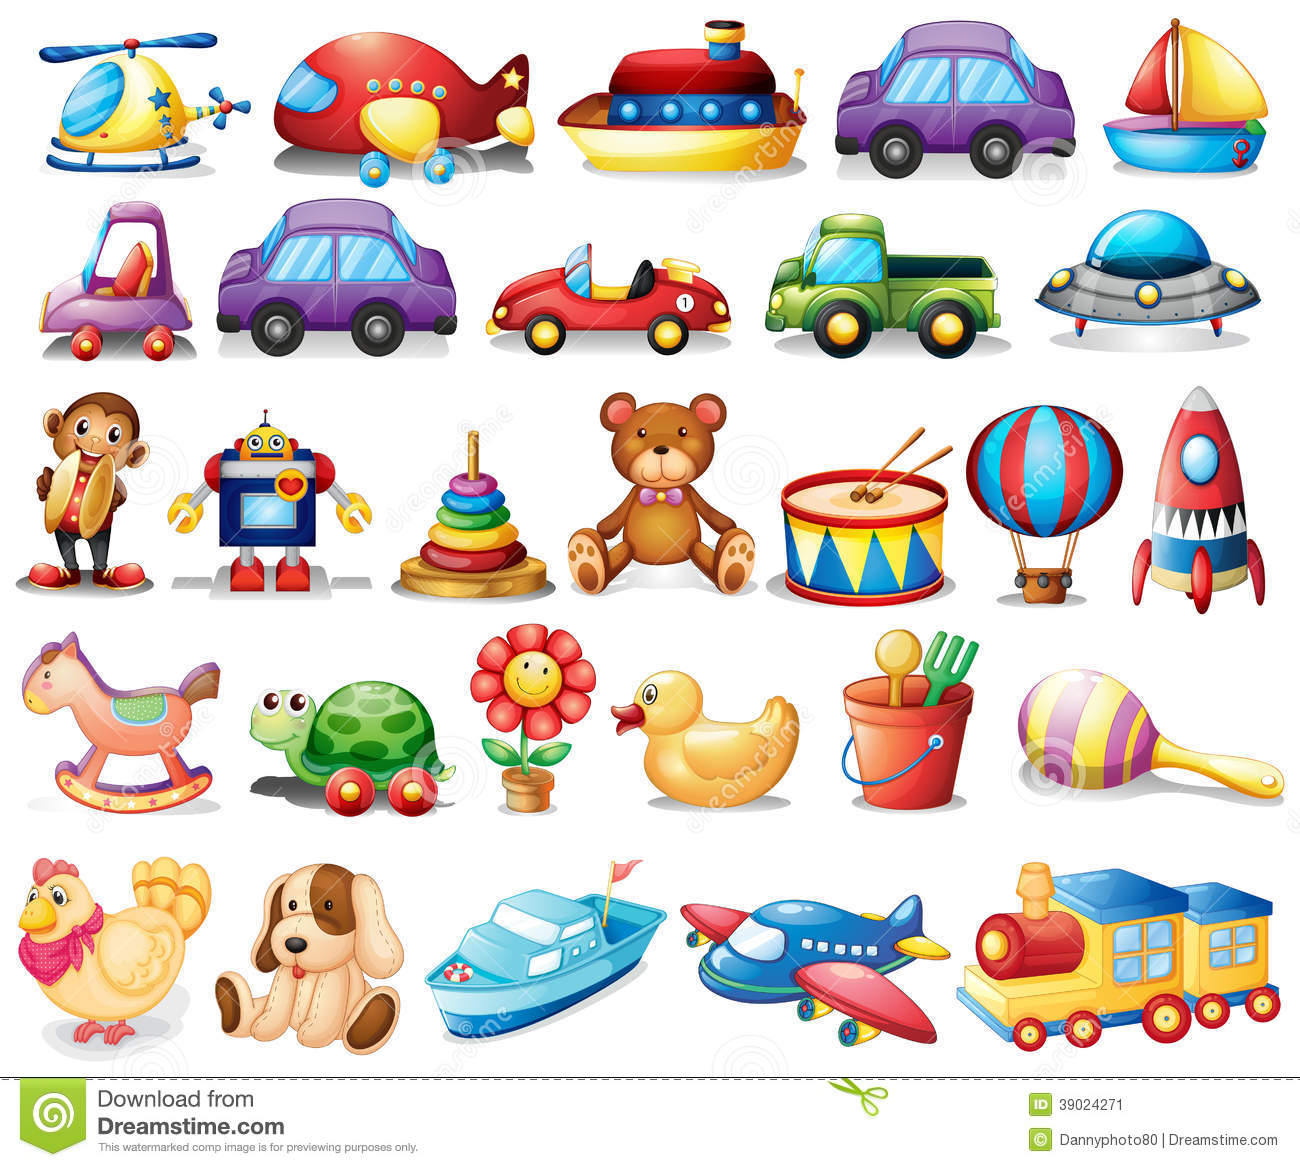 1
Download from
Dreamstime.com
This watermarked comp image is for previewing purposes only.
ID 39024271
© Dannyphoto80 | Dreamstime.com